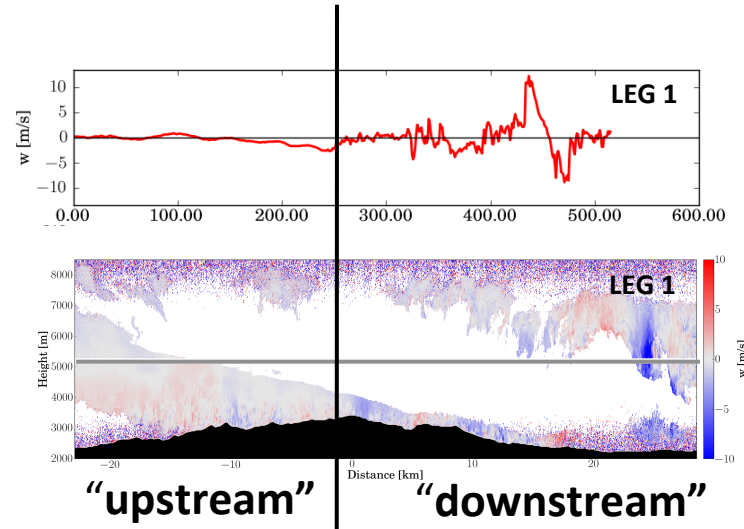 LEG 1
w [m/s]
10
5
0
−5
−10
0.00 100.00 200.00 300.00 400.00 500.00 600.00
LEG 1
Height [m]
8000
7000
6000
5000
4000
3000
2000
−20 −10 0 10 20
Distance [km]
10
5
0
−5
−10
w [m/s]
“upstream” “downstream”